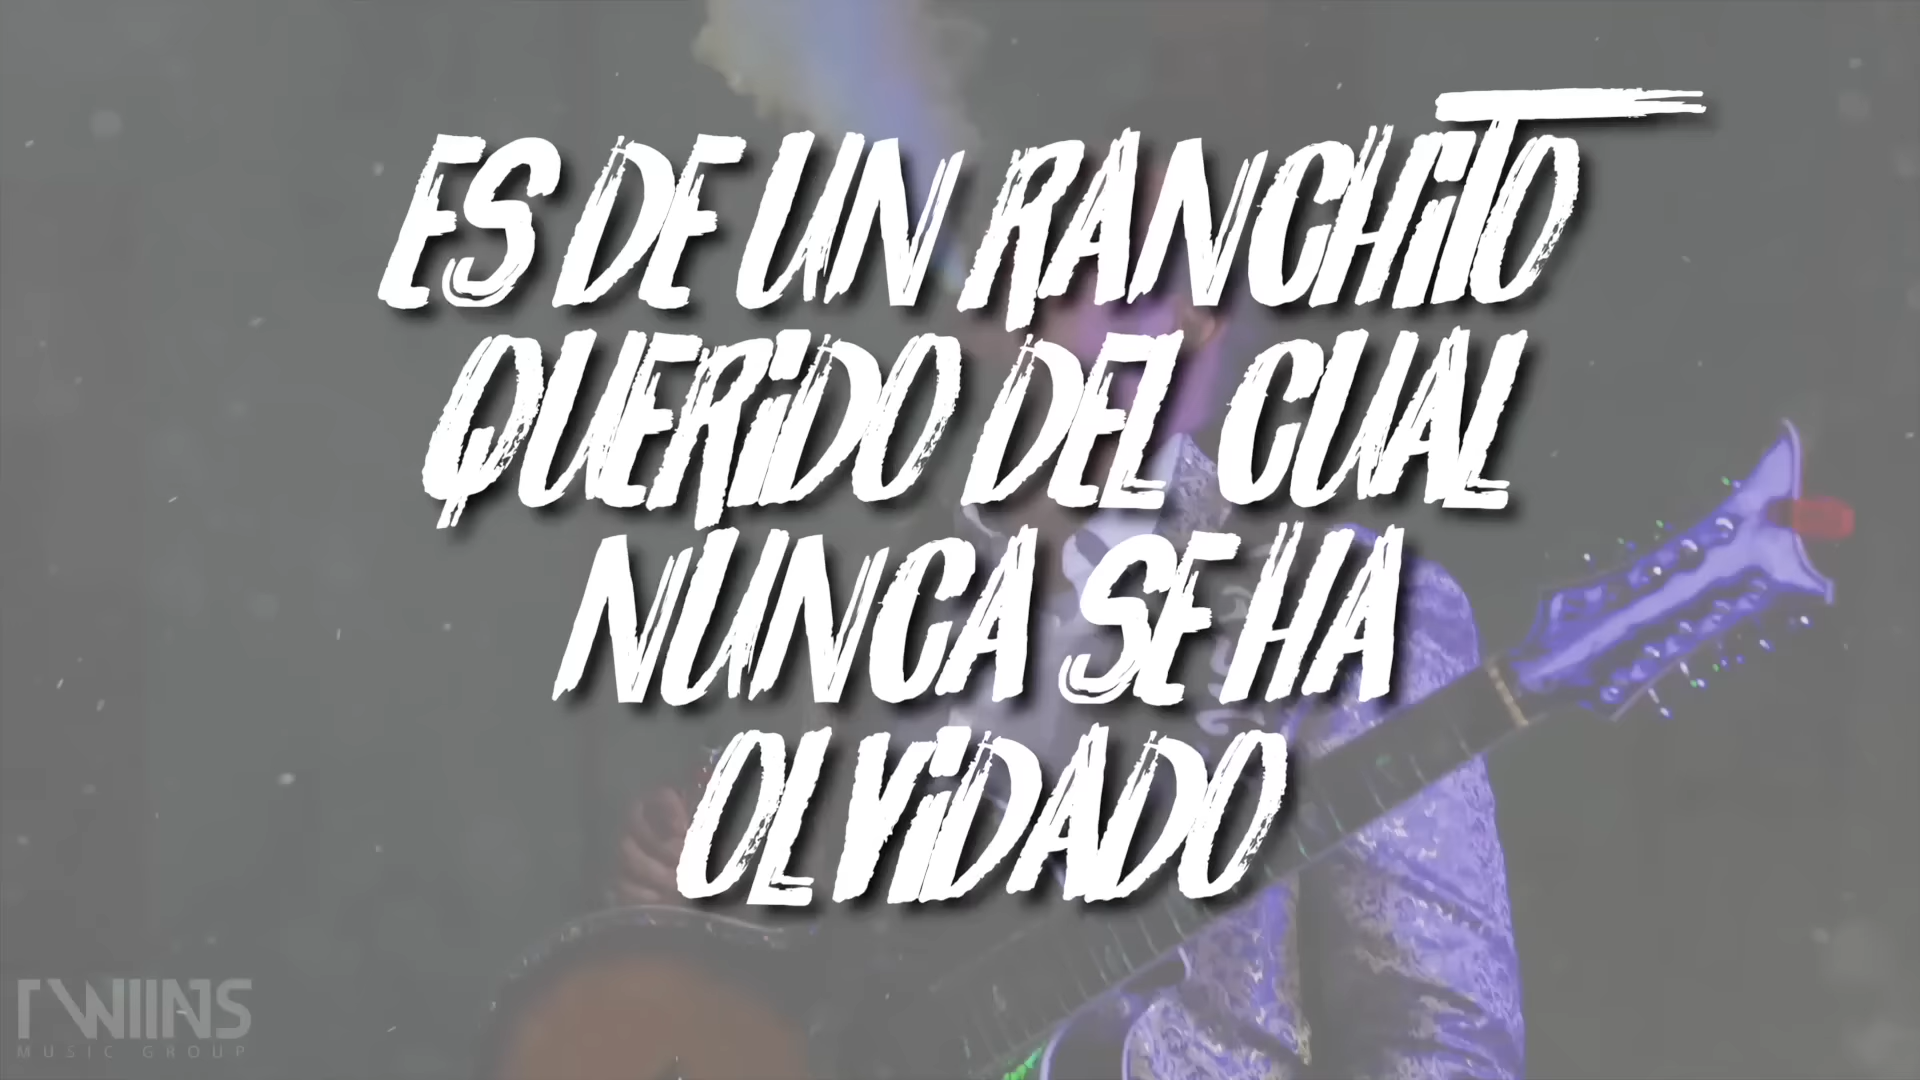 ES DE UN RANCHiTO
QUERiDO DEL CUAL
NUNCA SE HA
OLViDADO
TWIINS
MUSIC GROUP